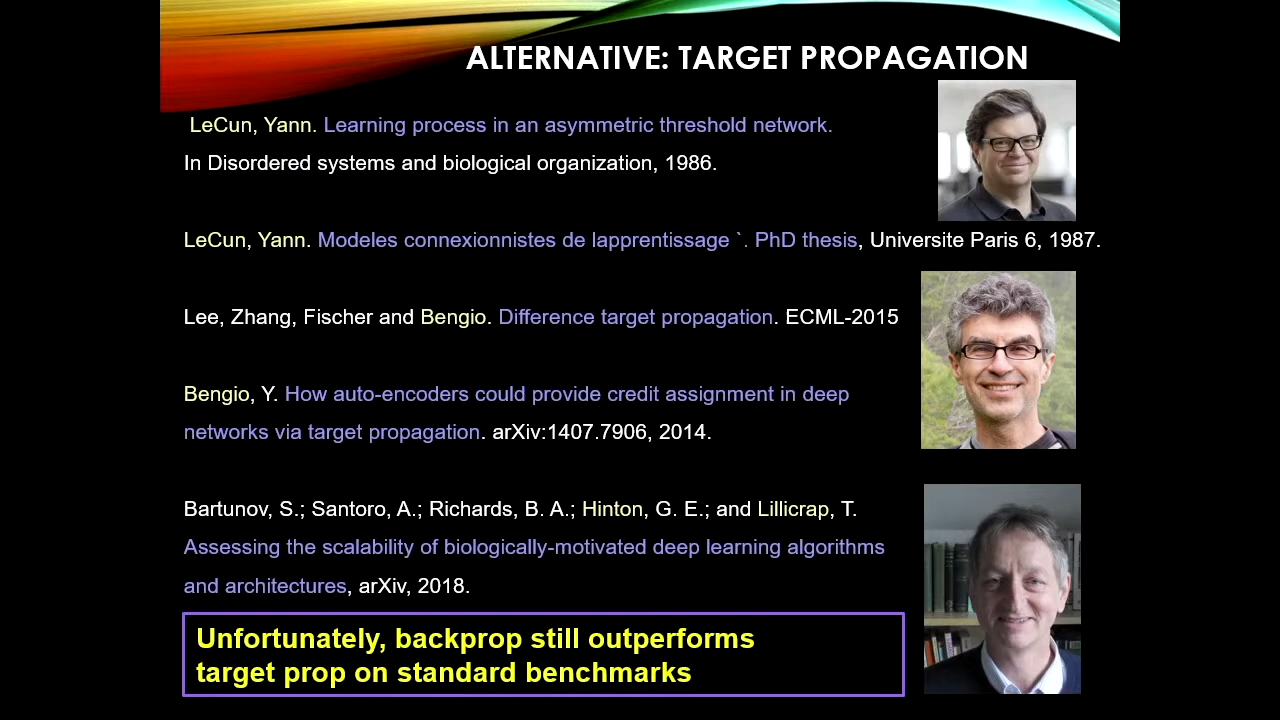 ALTERNATIVE: TARGET PROPAGATION
LeCun, Yann. Learning process in an asymmetric threshold network.
In Disordered systems and biological organization, 1986.
LeCun, Yann. Modeles connexionnistes de lapprentissage `. PhD thesis, Universite Paris 6, 1987.
Lee, Zhang, Fischer and Bengio. Difference target propagation. ECML-2015
Bengio, Y. How auto-encoders could provide credit assignment in deep
networks via target propagation. arXiv:1407.7906, 2014.
Bartunov, S.; Santoro, A.; Richards, B. A.; Hinton, G. E.; and Lillicrap, T.
Assessing the scalability of biologically-motivated deep learning algorithms
and architectures, arXiv, 2018.
Unfortunately, backprop still outperforms
target prop on standard benchmarks